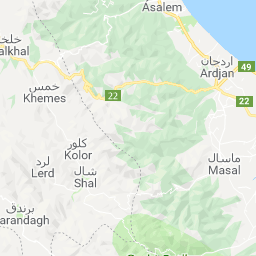 Asalem
اردجان
Ardjan
49
خلخا
alkhal
خمس
Khemes
22
22
کلور
Kolor
ماسال
Masal
لرد
Lerd
شال
Shal
برندق
arandagh